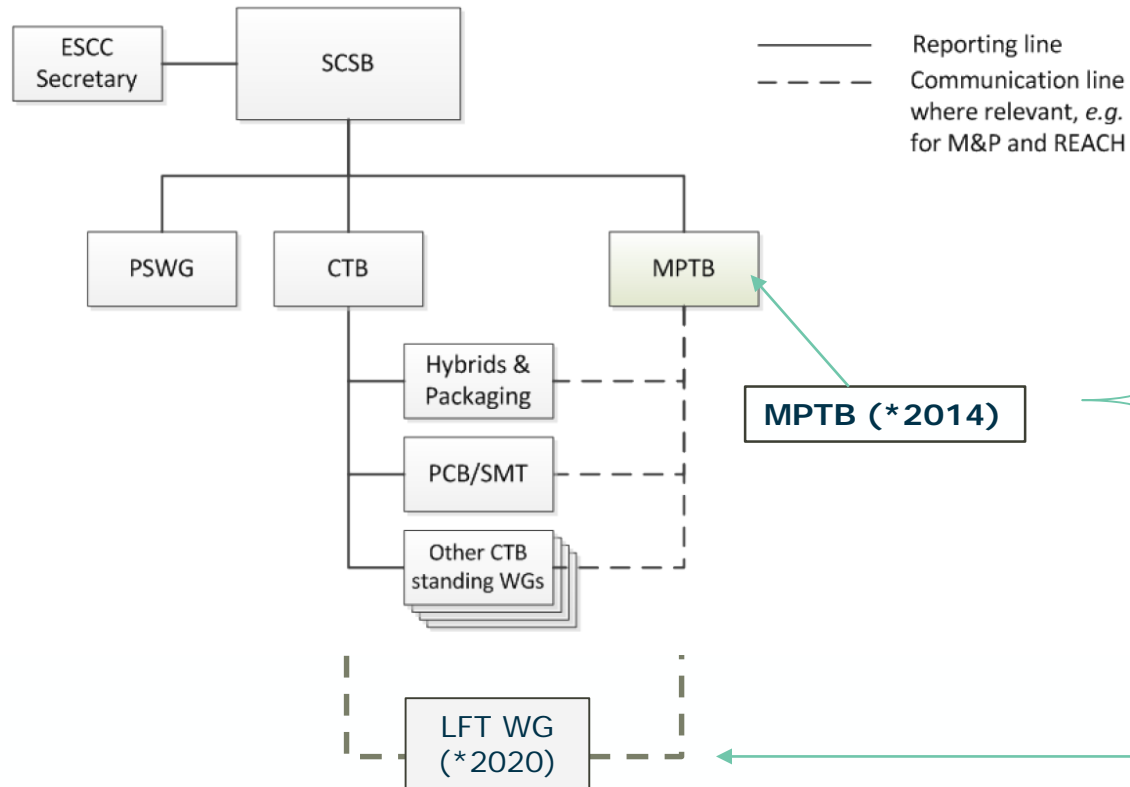 ESCC
Secretary
SCSB
Reporting line
Communication line
where relevant, e.g.
for M&P and REACH
PSWG
CTB
MPTB
Hybrids &
Packaging
MPTB (*2014)
PCB/SMT
Other CTB
standing WGs
LFT WG
(*2020)